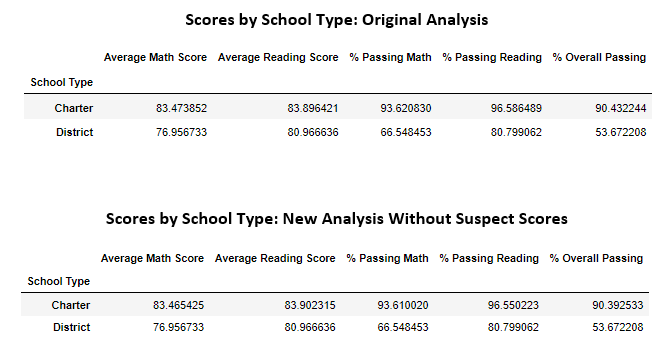 Scores by School Type: Original Analysis
Average Math Score Average Reading Score % Passing Math % Passing Reading % Overall Passing
School Type
Charter 83.473852 83.896421 93.620830 96.586489 90.432244
District 76.956733 80.966636 66.548453 80.799062 53.672208
Scores by School Type: New Analysis Without Suspect Scores
Average Math Score Average Reading Score % Passing Math % Passing Reading % Overall Passing
School Type
Charter 83.465425 83.902315 93.610020 96.550223 90.392533
District 76.956733 80.966636 66.548453 80.799062 53.672208